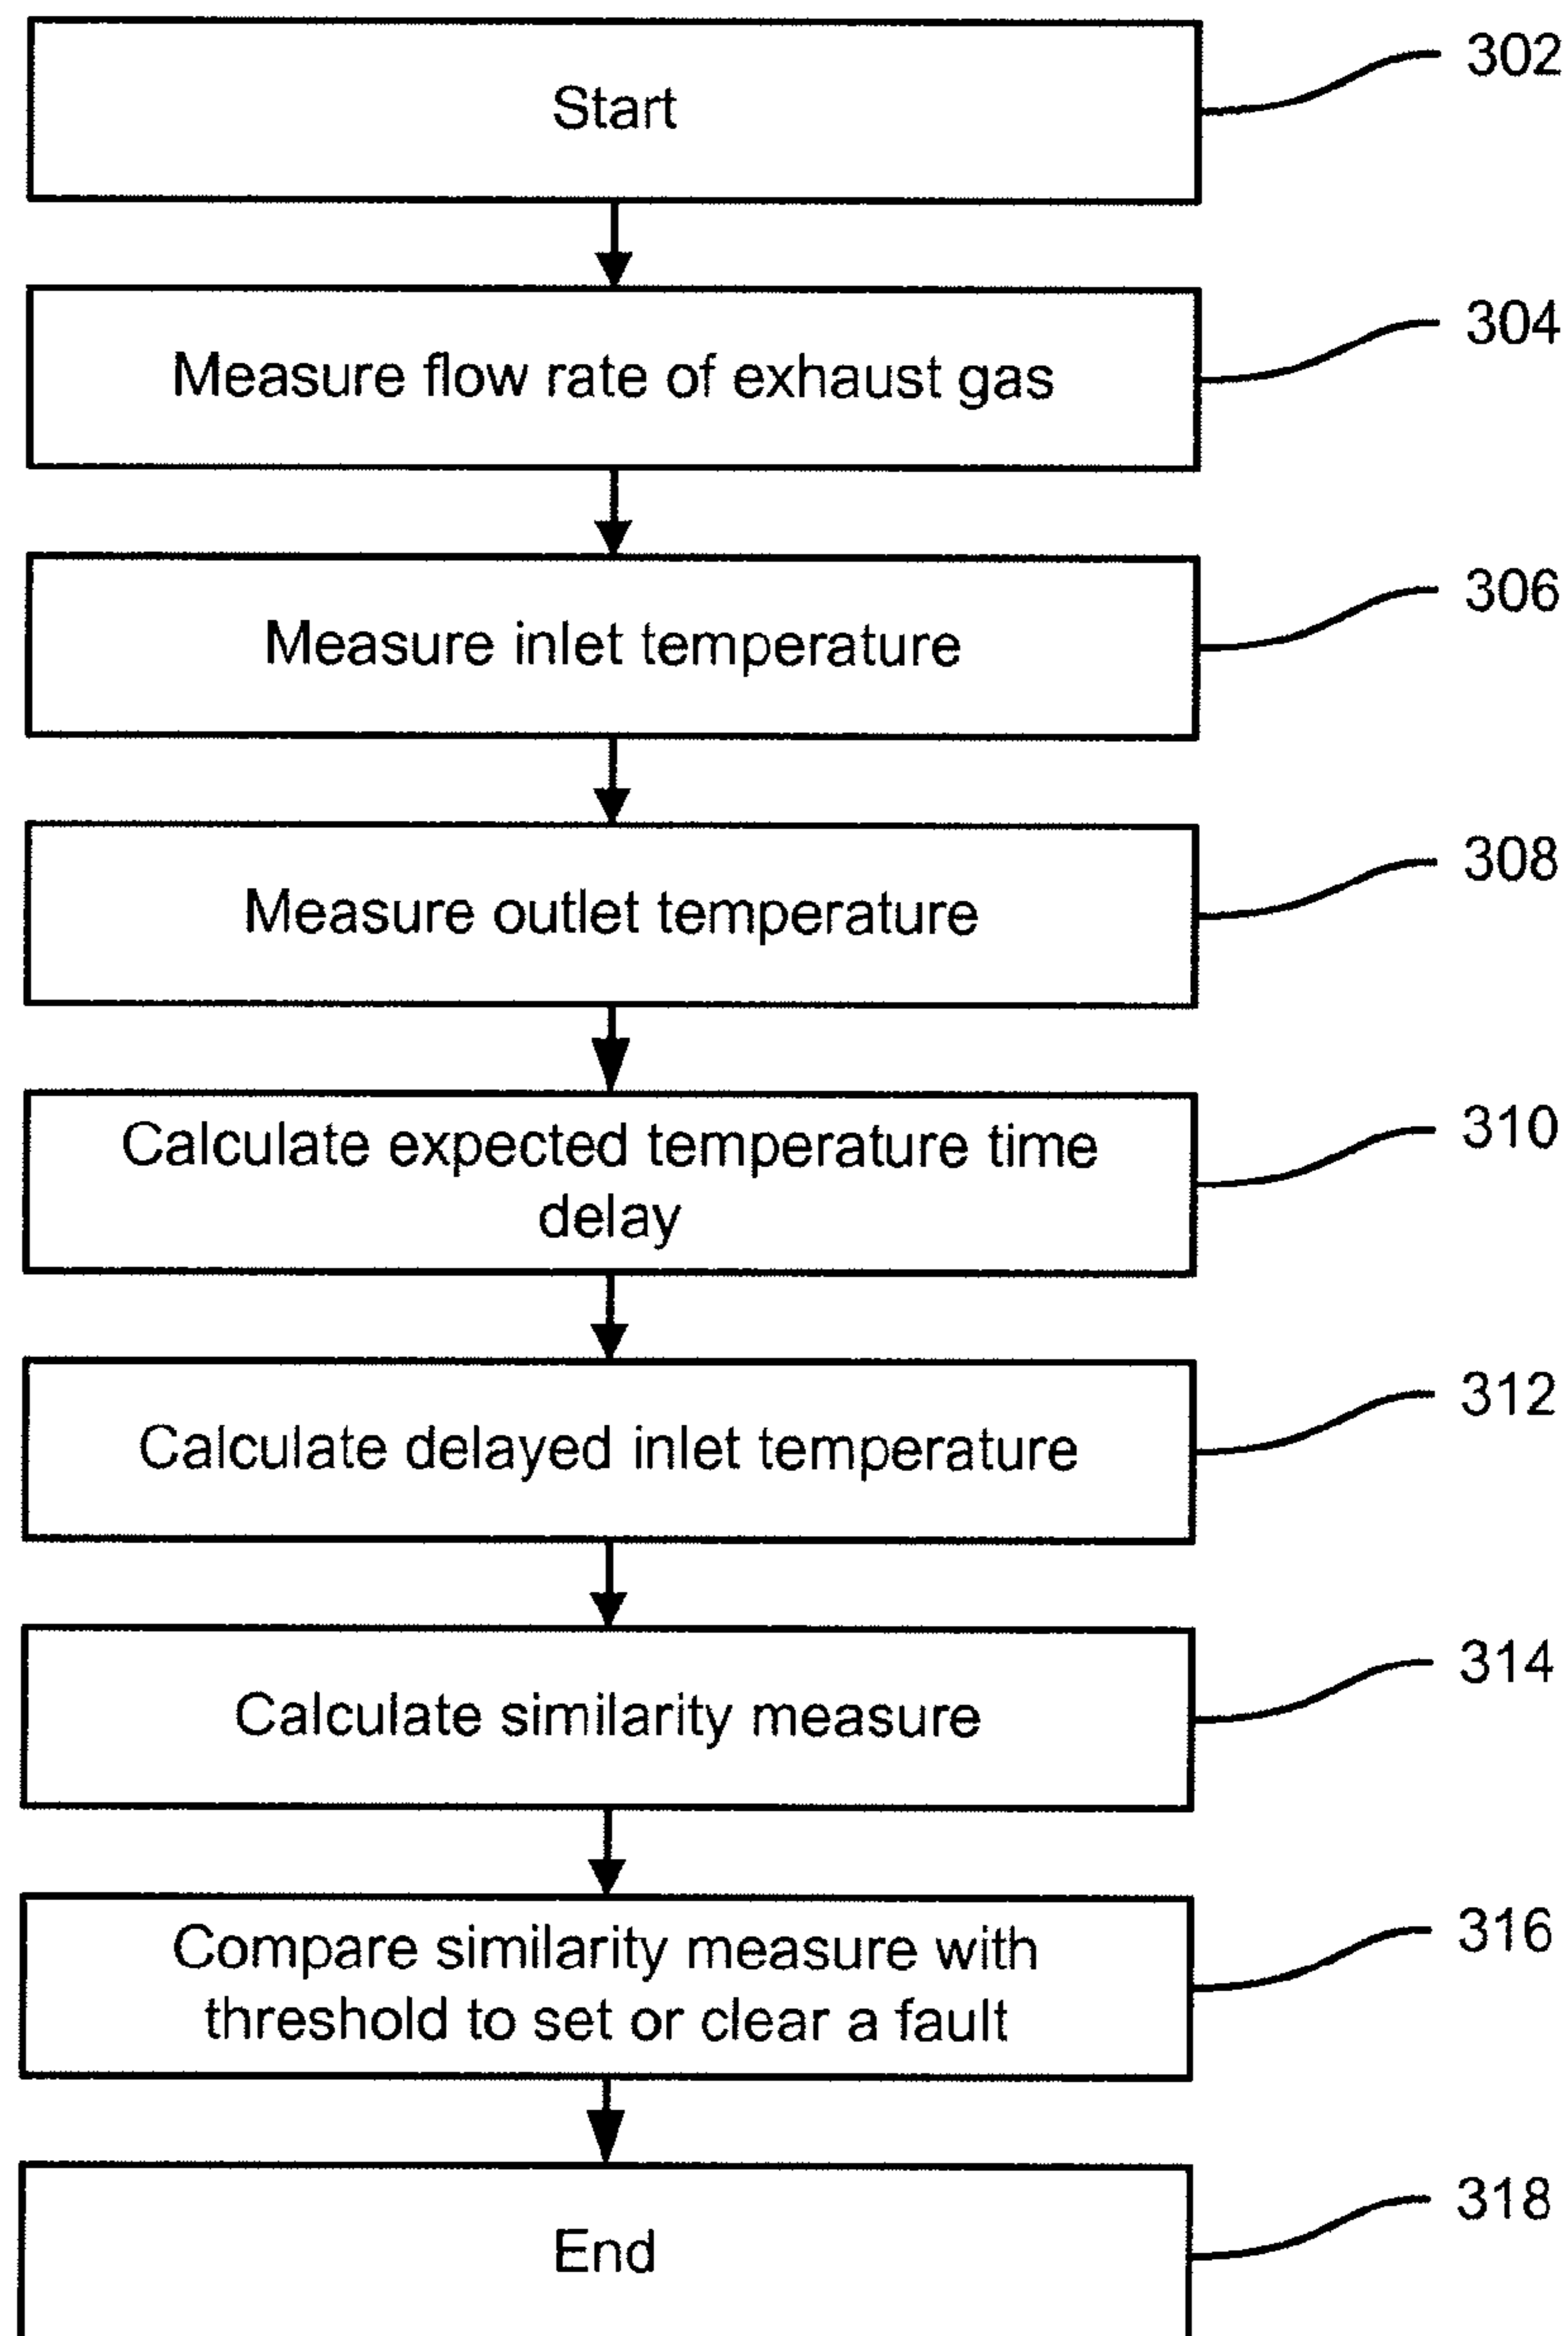 Start
302
Measure flow rate of exhaust gas
304
Measure inlet temperature
306
Measure outlet temperature
308
Calculate expected temperature time
delay
310
Calculate delayed inlet temperature
312
Calculate similarity measure
314
Compare similarity measure with
threshold to set or clear a fault
316
End
318